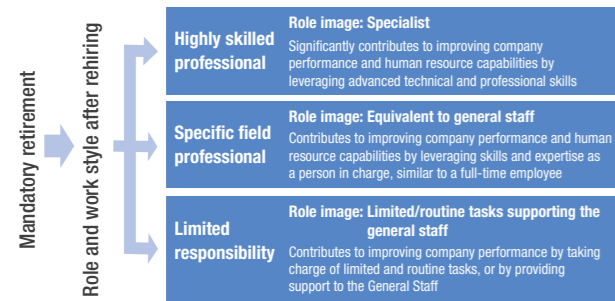 Mandatory retirement
Role and work style after rehiring
Highly skilled
professional
Role image: Specialist
Significantly contributes to improving company
performance and human resource capabilities by
leveraging advanced technical and professional skills
Specific field
professional
Role image: Equivalent to general staff
Contributes to improving company performance and human
resource capabilities by leveraging skills and expertise as
a person in charge, similar to a full-time employee
Limited
responsibility
Role image: Limited/routine tasks supporting the
general staff
Contributes to improving company performance by taking
charge of limited and routine tasks, or by providing
support to the General Staff